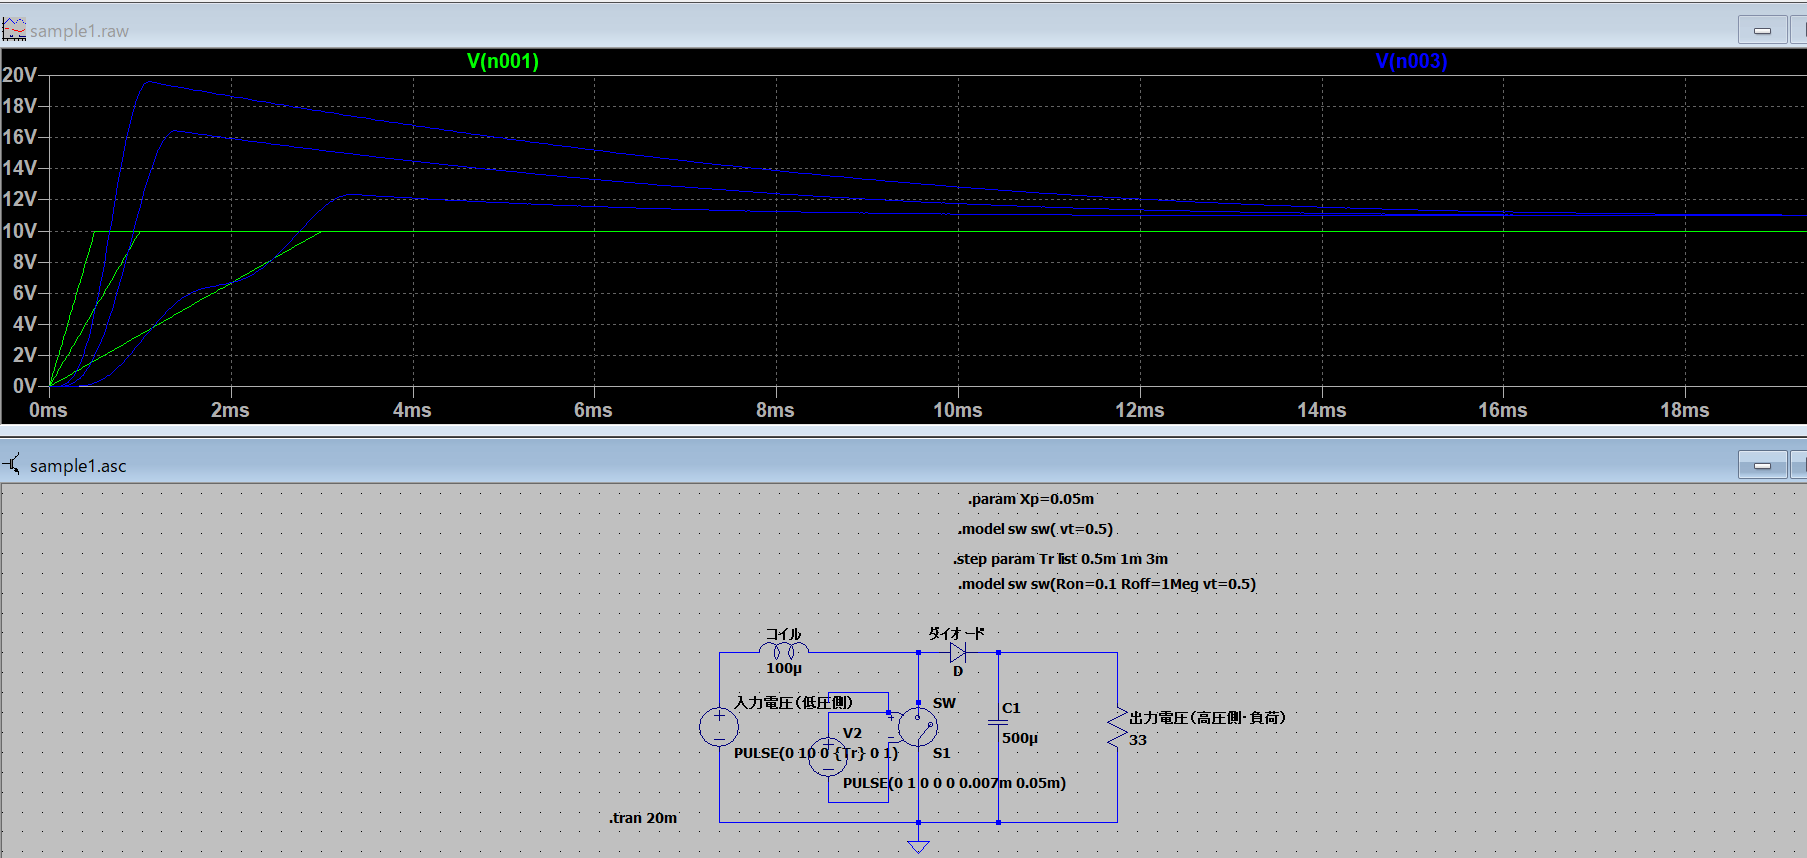 sample1.raw
V(n001)
V(n003)
20V
18V
16V
14V
12V
10V
8V
6V
4V
2V
0V
0ms
2ms
4ms
6ms
8ms
10ms
12ms
14ms
16ms
18ms
sample1.asc
.param Xp=0.05m
.model sw sw( vt=0.5)
.step param Tr list 0.5m 1m 3m
.model sw sw(Ron=0.1 Roff=1Meg vt=0.5)
コイル
100µ
ダイオード
D
入力電圧(低圧側)
PULSE(0 10 0 {Tr} 0 1)
V2
PULSE(0 1 0 0 0 0.007m 0.05m)
SW
S1
C1
500µ
出力電圧(高圧側・負荷)
33
.tran 20m